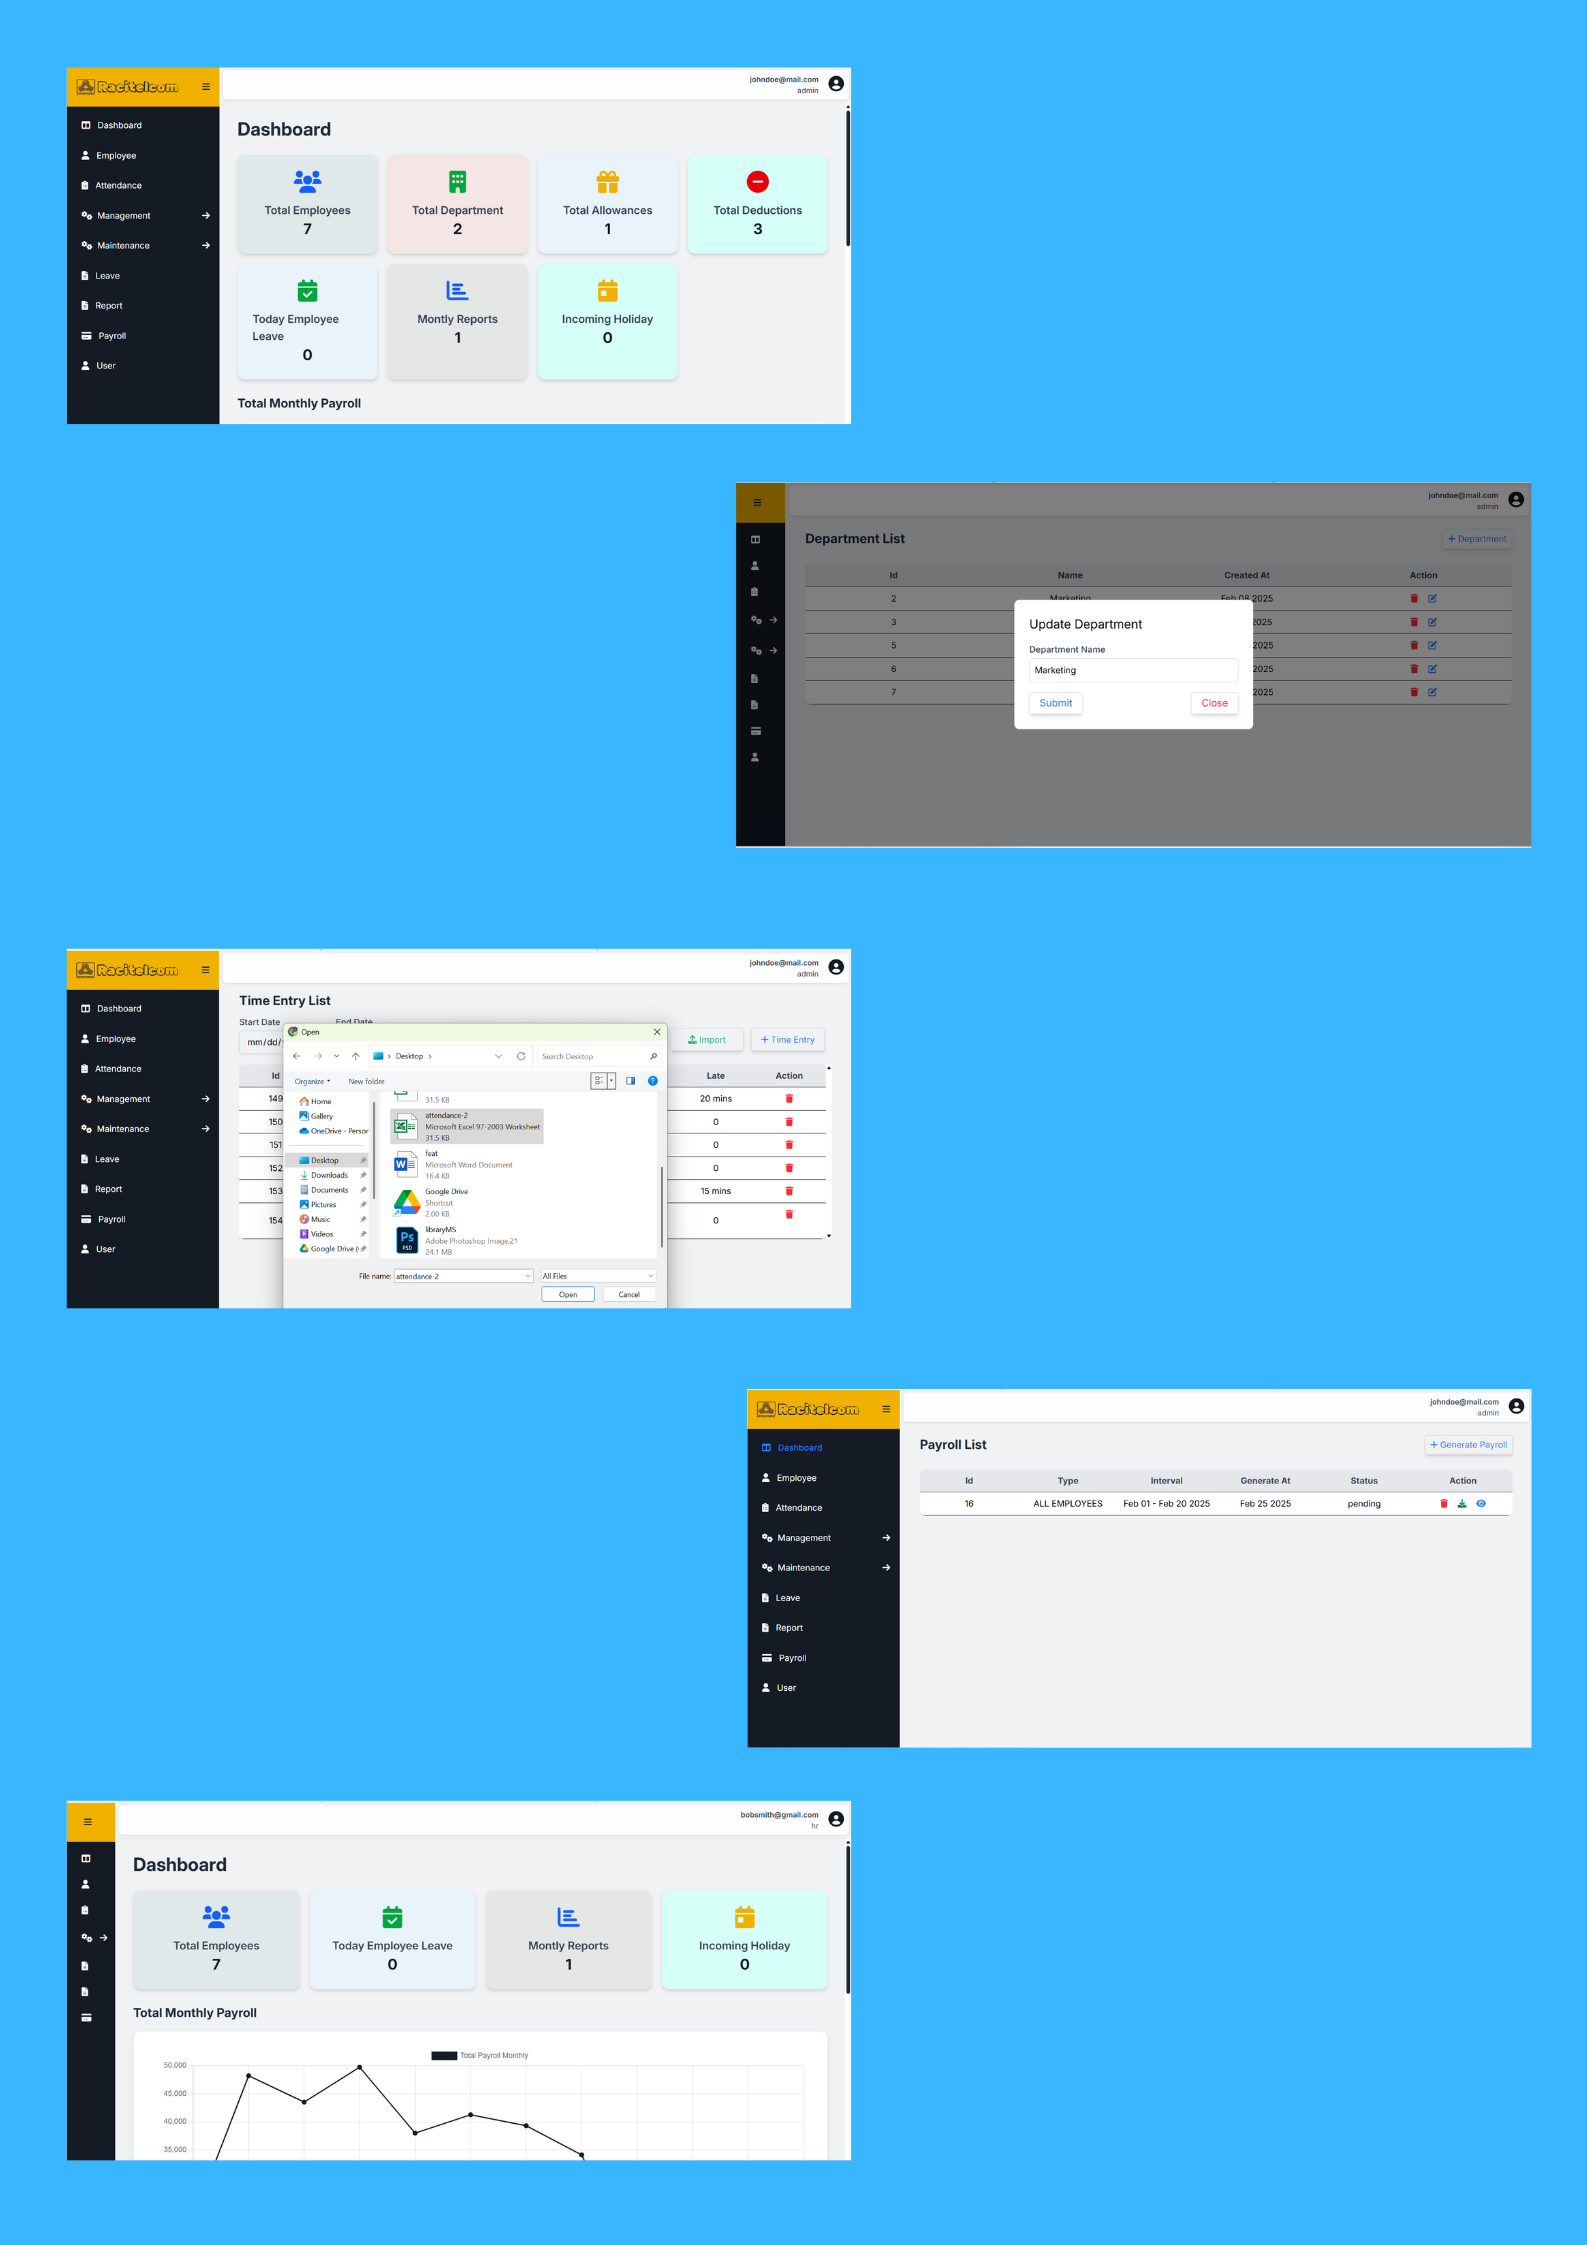 Racitelcom
johndoe@mail.com
admin
Dashboard
Employee
Attendance
Management
Maintenance
Leave
Report
Payroll
User
Dashboard
Total Employees
7
Total Department
2
Total Allowances
1
Total Deductions
3
Today Employee
Leave
0
Montly Reports
1
Incoming Holiday
0
Total Monthly Payroll
johndoe@mail.com
admin
Department List
+ Department
Id Name Created At Action
2 Marketing Feb 08 2025
3 2025
5 2025
6 2025
7 2025
Update Department
Department Name
Marketing
Submit Close
Racitelcom
johndoe@mail.com
admin
Dashboard
Employee
Attendance
Management
Maintenance
Leave
Report
Payroll
User
Time Entry List
Start Date End Date
mm/dd/
Import
+ Time Entry
Id Late Action
149 20 mins
150 0
151 0
152 0
153 15 mins
154 0
Open
Desktop
Search Desktop
Organize New folder
Home
Gallery
OneDrive - Person
Desktop
Downloads
Documents
Pictures
Music
Videos
Google Drive (
31.5 KB
attendance-2
Microsoft Excel 97-2003 Worksheet
31.5 KB
feat
Microsoft Word Document
16.4 KB
Google Drive
Shortcut
2.00 KB
Ps
PSD
libraryMS
Adobe Photoshop Image.21
24.1 MB
File name: attendance-2 All Files
Open Cancel
Racitelcom
johndoe@mail.com
admin
Dashboard
Employee
Attendance
Management
Maintenance
Leave
Report
Payroll
User
Payroll List
+ Generate Payroll
Id Type Interval Generate At Status Action
16 ALL EMPLOYEES Feb 01 - Feb 20 2025 Feb 25 2025 pending
bobsmith@gmail.com
hr
Dashboard
Total Employees
7
Today Employee Leave
0
Montly Reports
1
Incoming Holiday
0
Total Monthly Payroll
Total Payroll Monthly
50,000
45,000
40,000
35,000